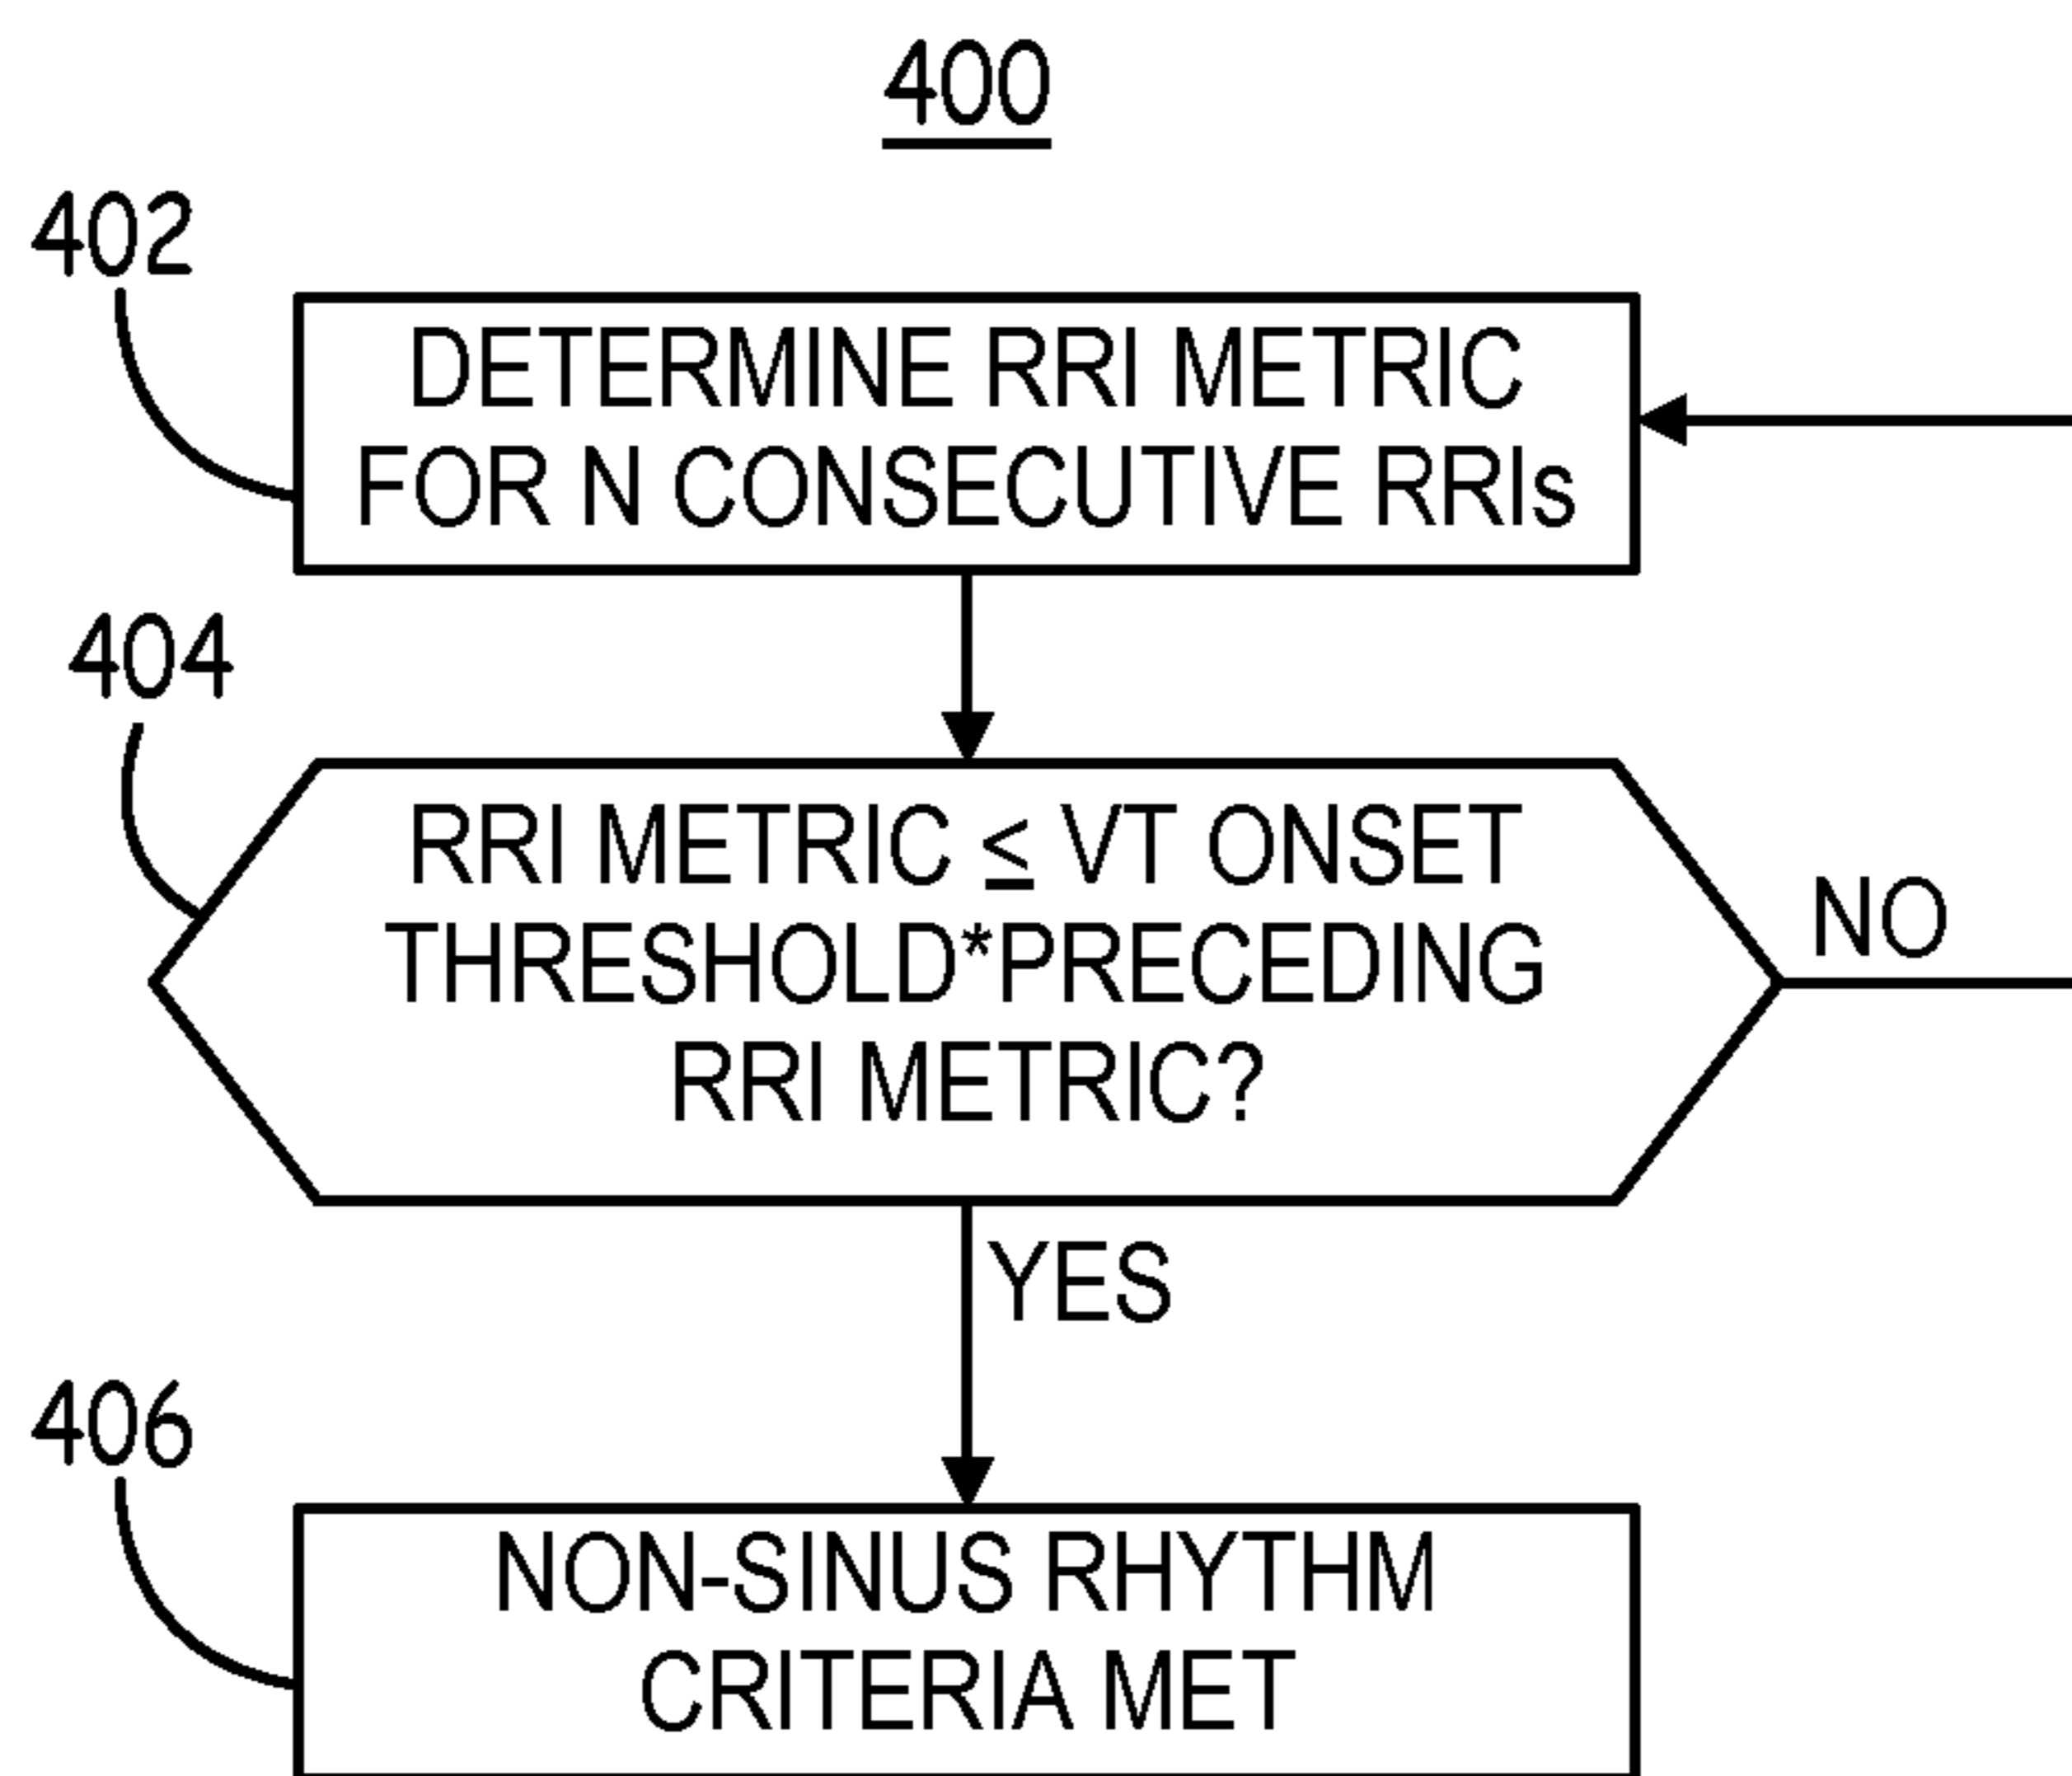 400
402
DETERMINE RRI METRIC
FOR N CONSECUTIVE RRIs
404
RRI METRIC ≤ VT ONSET
THRESHOLD*PRECEDING
RRI METRIC?
NO
YES
406
NON-SINUS RHYTHM
CRITERIA MET